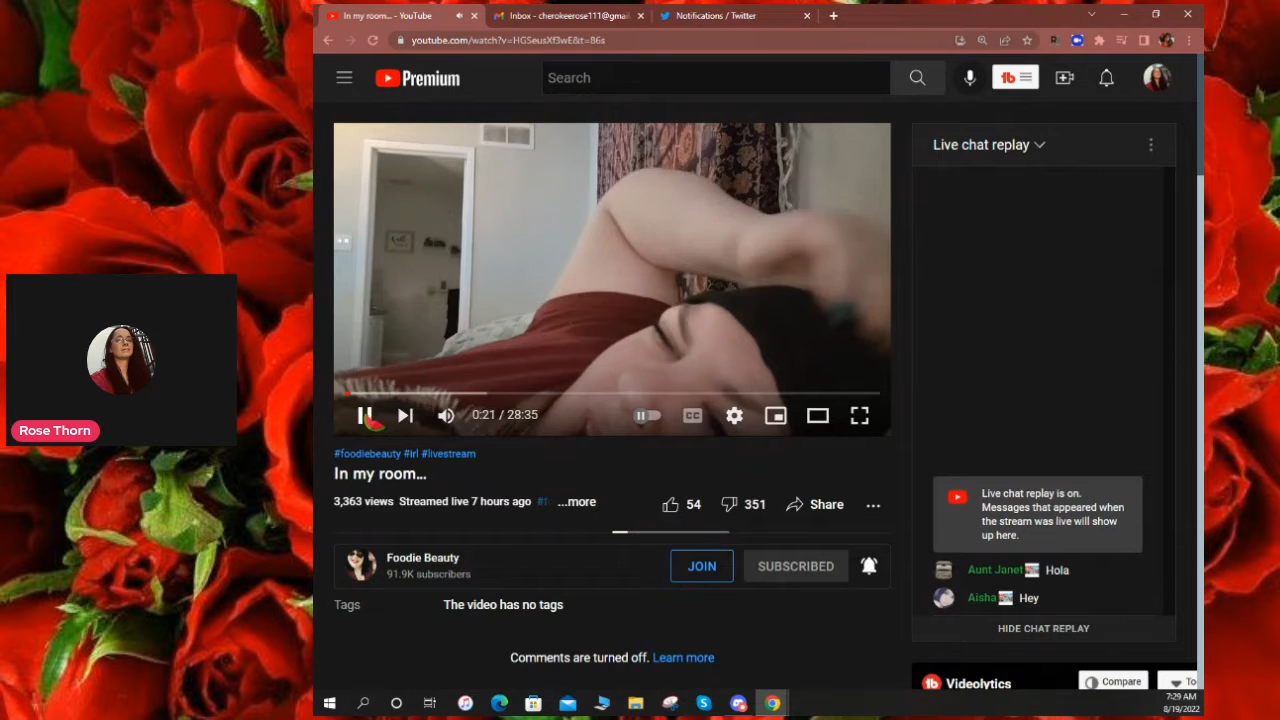 In my room... - YouTube
Inbox - cherokeerose111@gmail
Notifications / Twitter
youtube.com/watch?v=HGSeusXf3wE&t=86s
Premium
Search
Live chat replay
0:21 / 28:35
CC
#foodiebeauty #irl #livestream
In my room...
3,363 views Streamed live 7 hours ago ...more
54
351
Share
Foodie Beauty
91.9K subscribers
JOIN
SUBSCRIBED
Tags
The video has no tags
Comments are turned off. Learn more
Live chat replay is on.
Messages that appeared when
the stream was live will show
up here.
Aunt Janet Hola
Aisha Hey
HIDE CHAT REPLAY
tb Videolytics
Compare
To
7:29 AM
8/19/2022
Rose Thorn